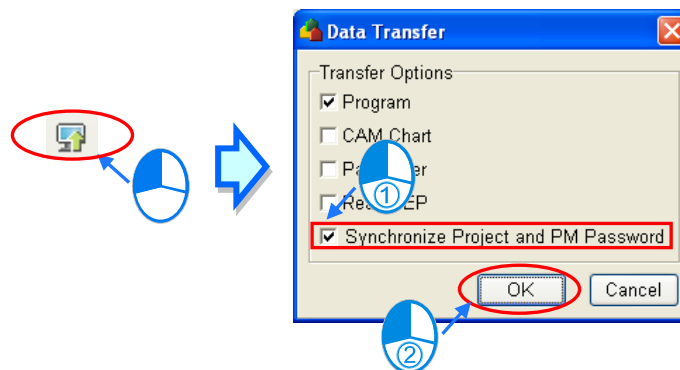 Data Transfer
Transfer Options
Program
CAM Chart
①
Synchronize Project and PM Password
OK
Cancel
②